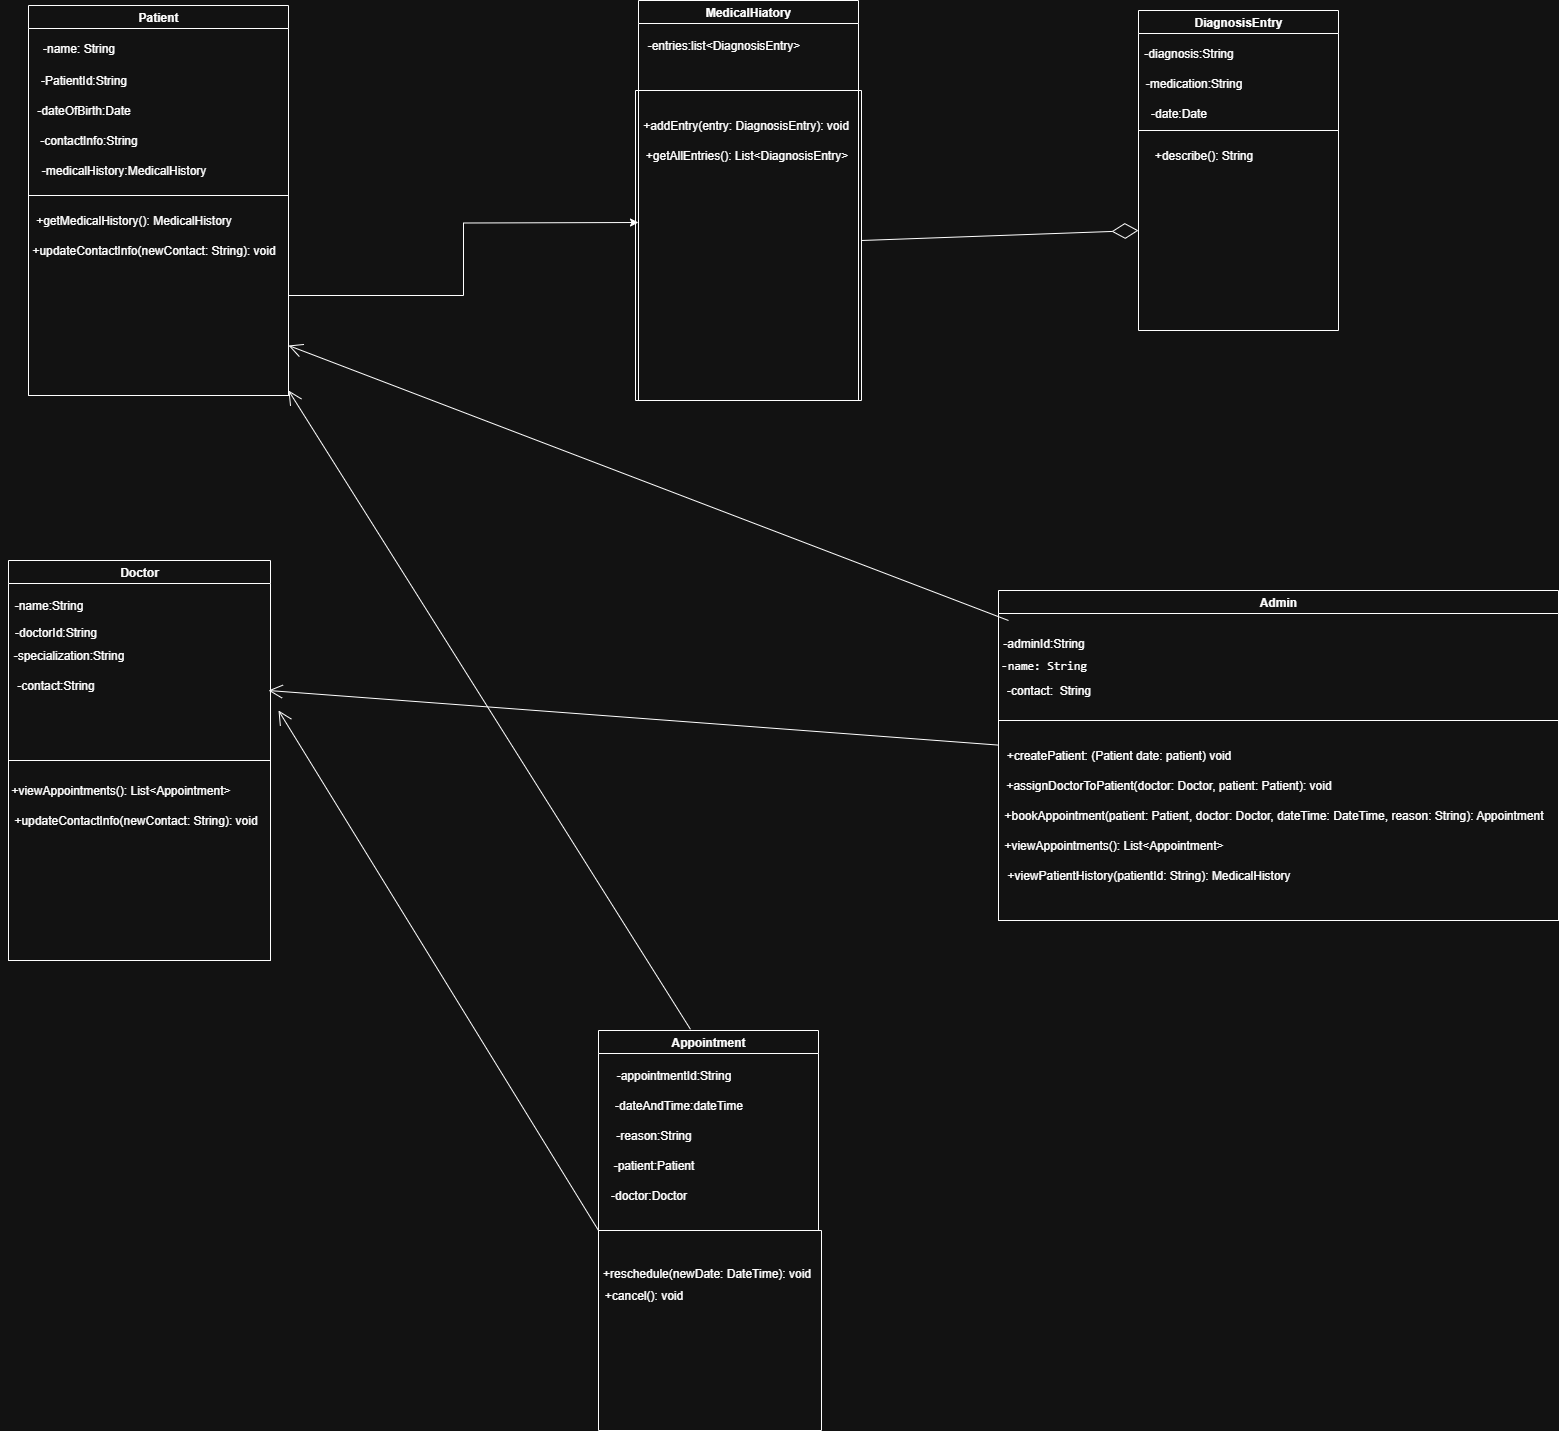 Patient
-name: String
-PatientId:String
-dateOfBirth:Date
-contactInfo:String
-medicalHistory:MedicalHistory
+getMedicalHistory(): MedicalHistory
+updateContactInfo(newContact: String): void
MedicalHiatory
-entries:list<DiagnosisEntry>
+addEntry(entry: DiagnosisEntry): void
+getAllEntries(): List<DiagnosisEntry>
DiagnosisEntry
-diagnosis:String
-medication:String
-date:Date
+describe(): String
Doctor
-name:String
-doctorId:String
-specialization:String
-contact:String
+viewAppointments(): List<Appointment>
+updateContactInfo(newContact: String): void
Admin
-adminId:String
-name: String
-contact: String
+createPatient: (Patient date: patient) void
+assignDoctorToPatient(doctor: Doctor, patient: Patient): void
+bookAppointment(patient: Patient, doctor: Doctor, dateTime: DateTime, reason: String): Appointment
+viewAppointments(): List<Appointment>
+viewPatientHistory(patientId: String): MedicalHistory
Appointment
-appointmentId:String
-dateAndTime:dateTime
-reason:String
-patient:Patient
-doctor:Doctor
+reschedule(newDate: DateTime): void
+cancel(): void